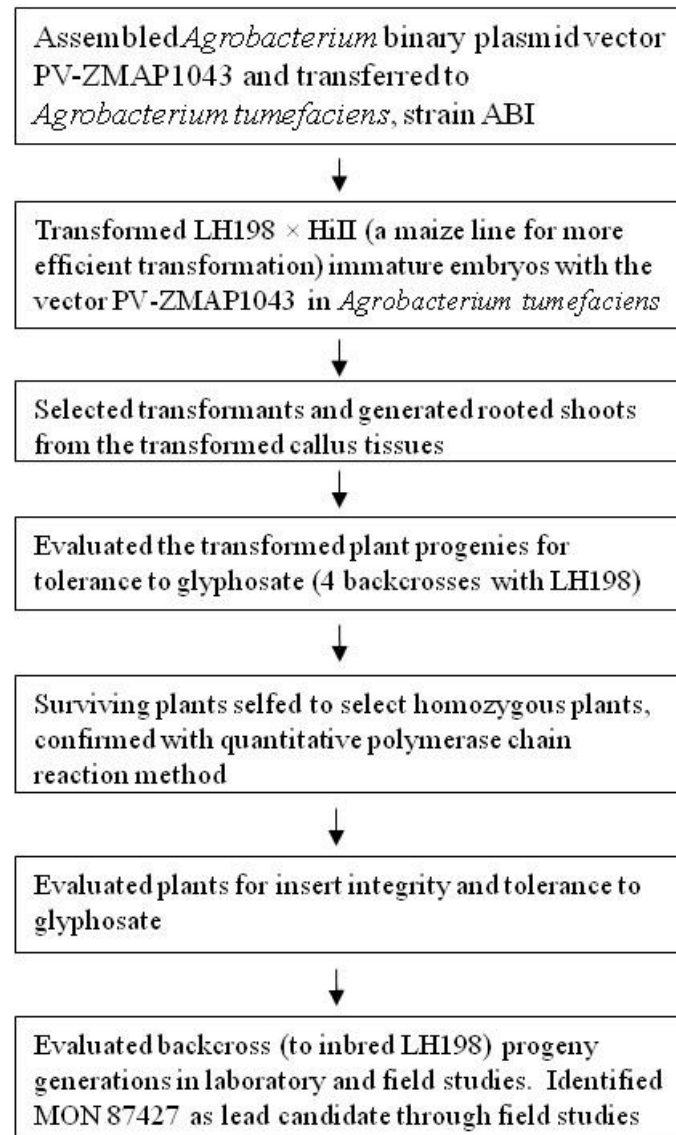 Assembled Agrobacterium binary plasmid vector
PV-ZMAP1043 and transferred to
Agrobacterium tumefaciens, strain ABI
Transformed LH198 × HiII (a maize line for more
efficient transformation) immature embryos with the
vector PV-ZMAP1043 in Agrobacterium tumefaciens
Selected transformants and generated rooted shoots
from the transformed callus tissues
Evaluated the transformed plant progenies for
tolerance to glyphosate (4 backcrosses with LH198)
Surviving plants selfed to select homozygous plants,
confirmed with quantitative polymerase chain
reaction method
Evaluated plants for insert integrity and tolerance to
glyphosate
Evaluated backcross (to inbred LH198) progeny
generations in laboratory and field studies. Identified
MON 87427 as lead candidate through field studies